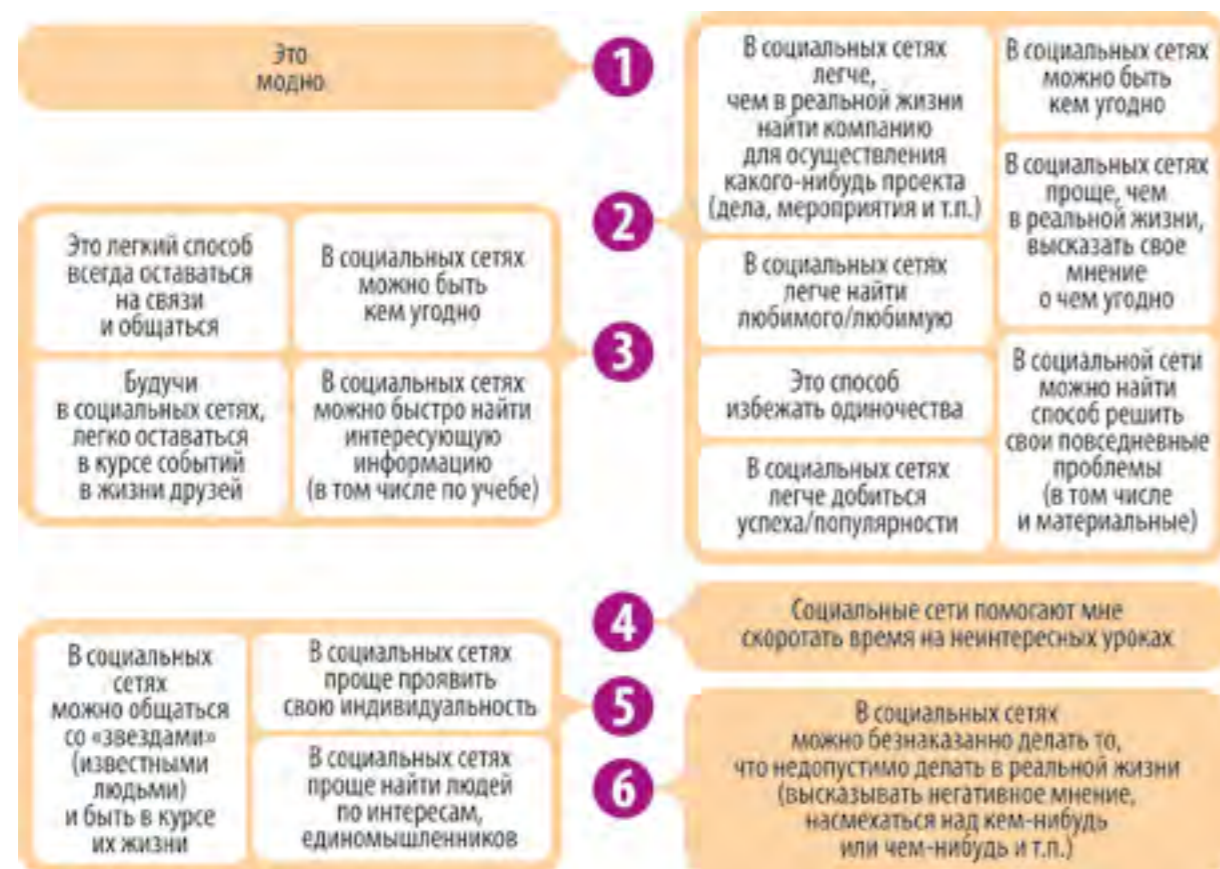 Это
модно
1
В социальных сетях
легче,
чем в реальной жизни
найти компанию
для осуществления
какого-нибудь проекта
(дела, мероприятия и т.п.)
В социальных сетях
легче найти
любимого/любимую
Это способ
избежать одиночества
В социальных сетях
легче добиться
успеха/популярности
В социальных сетях
можно быть
кем угодно
В социальных сетях
проще, чем
в реальной жизни,
высказать свое
мнение
о чем угодно
В социальной сети
можно найти
способ решить
свои повседневные
проблемы
(в том числе
и материальные)
2
Это легкий способ
всегда оставаться
на связи
и общаться
В социальных сетях
можно быть
кем угодно
Будучи
в социальных сетях,
легко оставаться
в курсе событий
в жизни друзей
В социальных сетях
можно быстро найти
интересующую
информацию
(в том числе по учебе)
3
4
Социальные сети помогают мне
скоротать время на неинтересных уроках
В социальных
сетях
можно общаться
со «звездами»
(известными
людьми)
и быть в курсе
их жизни
В социальных сетях
проще проявить
свою индивидуальность
В социальных сетях
проще найти людей
по интересам,
единомышленников
5
6
В социальных сетях
можно безнаказанно делать то,
что недопустимо делать в реальной жизни
(высказывать негативное мнение,
насмехаться над кем-нибудь
или чем-нибудь и т.п.)